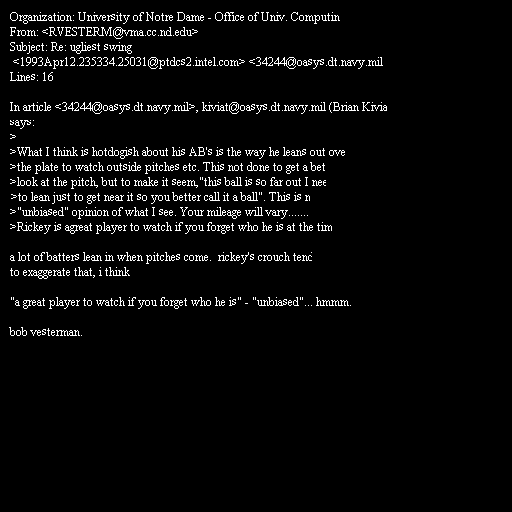 Organization: University of Notre Dame - Office of Univ. Computin
From: <RVESTERM@vma.cc.nd.edu>
Subject: Re: ugliest swing
<1993Apr12.235334.25031@ptdcs2.intel.com> <34244@oasys.dt.navy.mil
Lines: 16
In article <34244@oasys.dt.navy.mil>, kiviat@oasys.dt.navy.mil (Brian Kivia
says:
>
>What I think is hotdogish about his AB's is the way he leans out ove
>the plate to watch outside pitches etc. This not done to get a bet
>look at the pitch, but to make it seem,"this ball is so far out I nee
>to lean just to get near it so you better call it a ball". This is n
>"unbiased" opinion of what I see. Your mileage will vary.......
>Rickey is agreat player to watch if you forget who he is at the tim
a lot of batters lean in when pitches come.  rickey's crouch tend
to exaggerate that, i think
"a great player to watch if you forget who he is" - "unbiased"... hmmm.
bob vesterman.